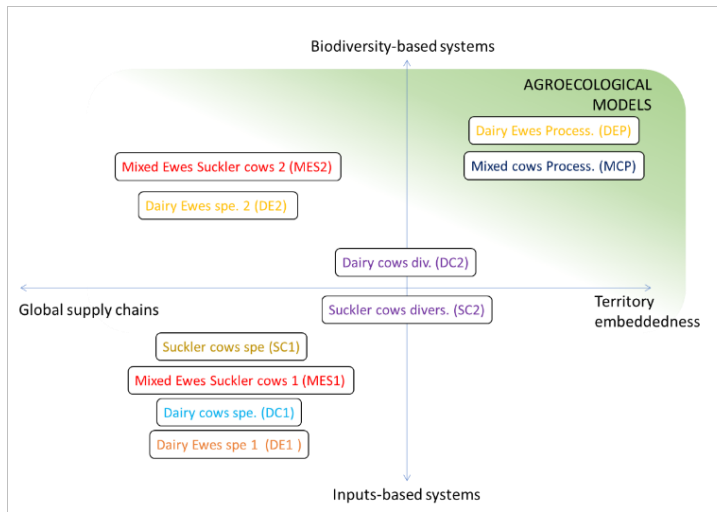 Biodiversity-based systems
AGROECOLOGICAL
MODELS
Dairy Ewes Process. (DEP)
Mixed Ewes Suckler cows 2 (MES2)
Mixed cows Process. (MCP)
Dairy Ewes spe. 2 (DE2)
Dairy cows div. (DC2)
Global supply chains
Suckler cows divers. (SC2)
Territory
embeddedness
Suckler cows spe (SC1)
Mixed Ewes Suckler cows 1 (MES1)
Dairy cows spe. (DC1)
Dairy Ewes spe 1 (DE1 )
Inputs-based systems